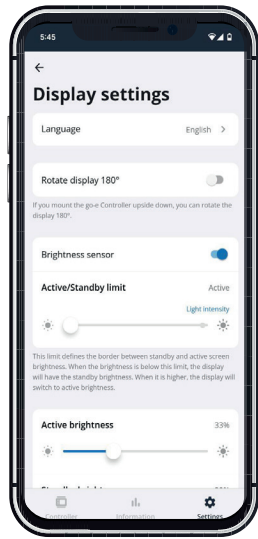 5:45
Display settings
Language English
Rotate display 180°
If you mount the go-e Controller upside down, you can rotate the
display 180°.
Brightness sensor
Active/Standby limit Active
Light intensity
This limit defines the border between standby and active screen
brightness. When the brightness is below this limit, the display
will have the standby brightness. When it is higher, the display will
switch to active brightness.
Active brightness 33%
Controller Information Settings